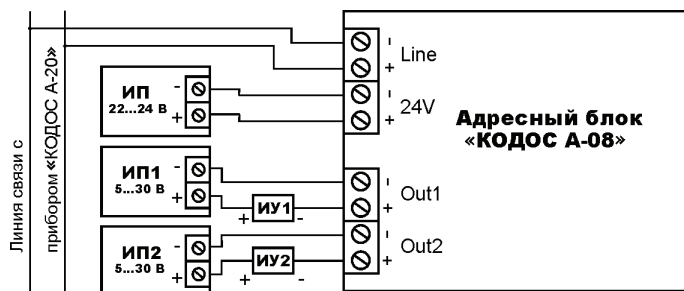 Линия связи с
прибором «КОДОС А-20»
ИП
22...24 В
-
+
ИП1
5...30 В
-
+
ИУ1
+ -
ИП2
5...30 В
-
+
ИУ2
+ -
-
Line
+
-
24V
+
-
Out1
+
-
Out2
+
Адресный блок
«КОДОС А-08»